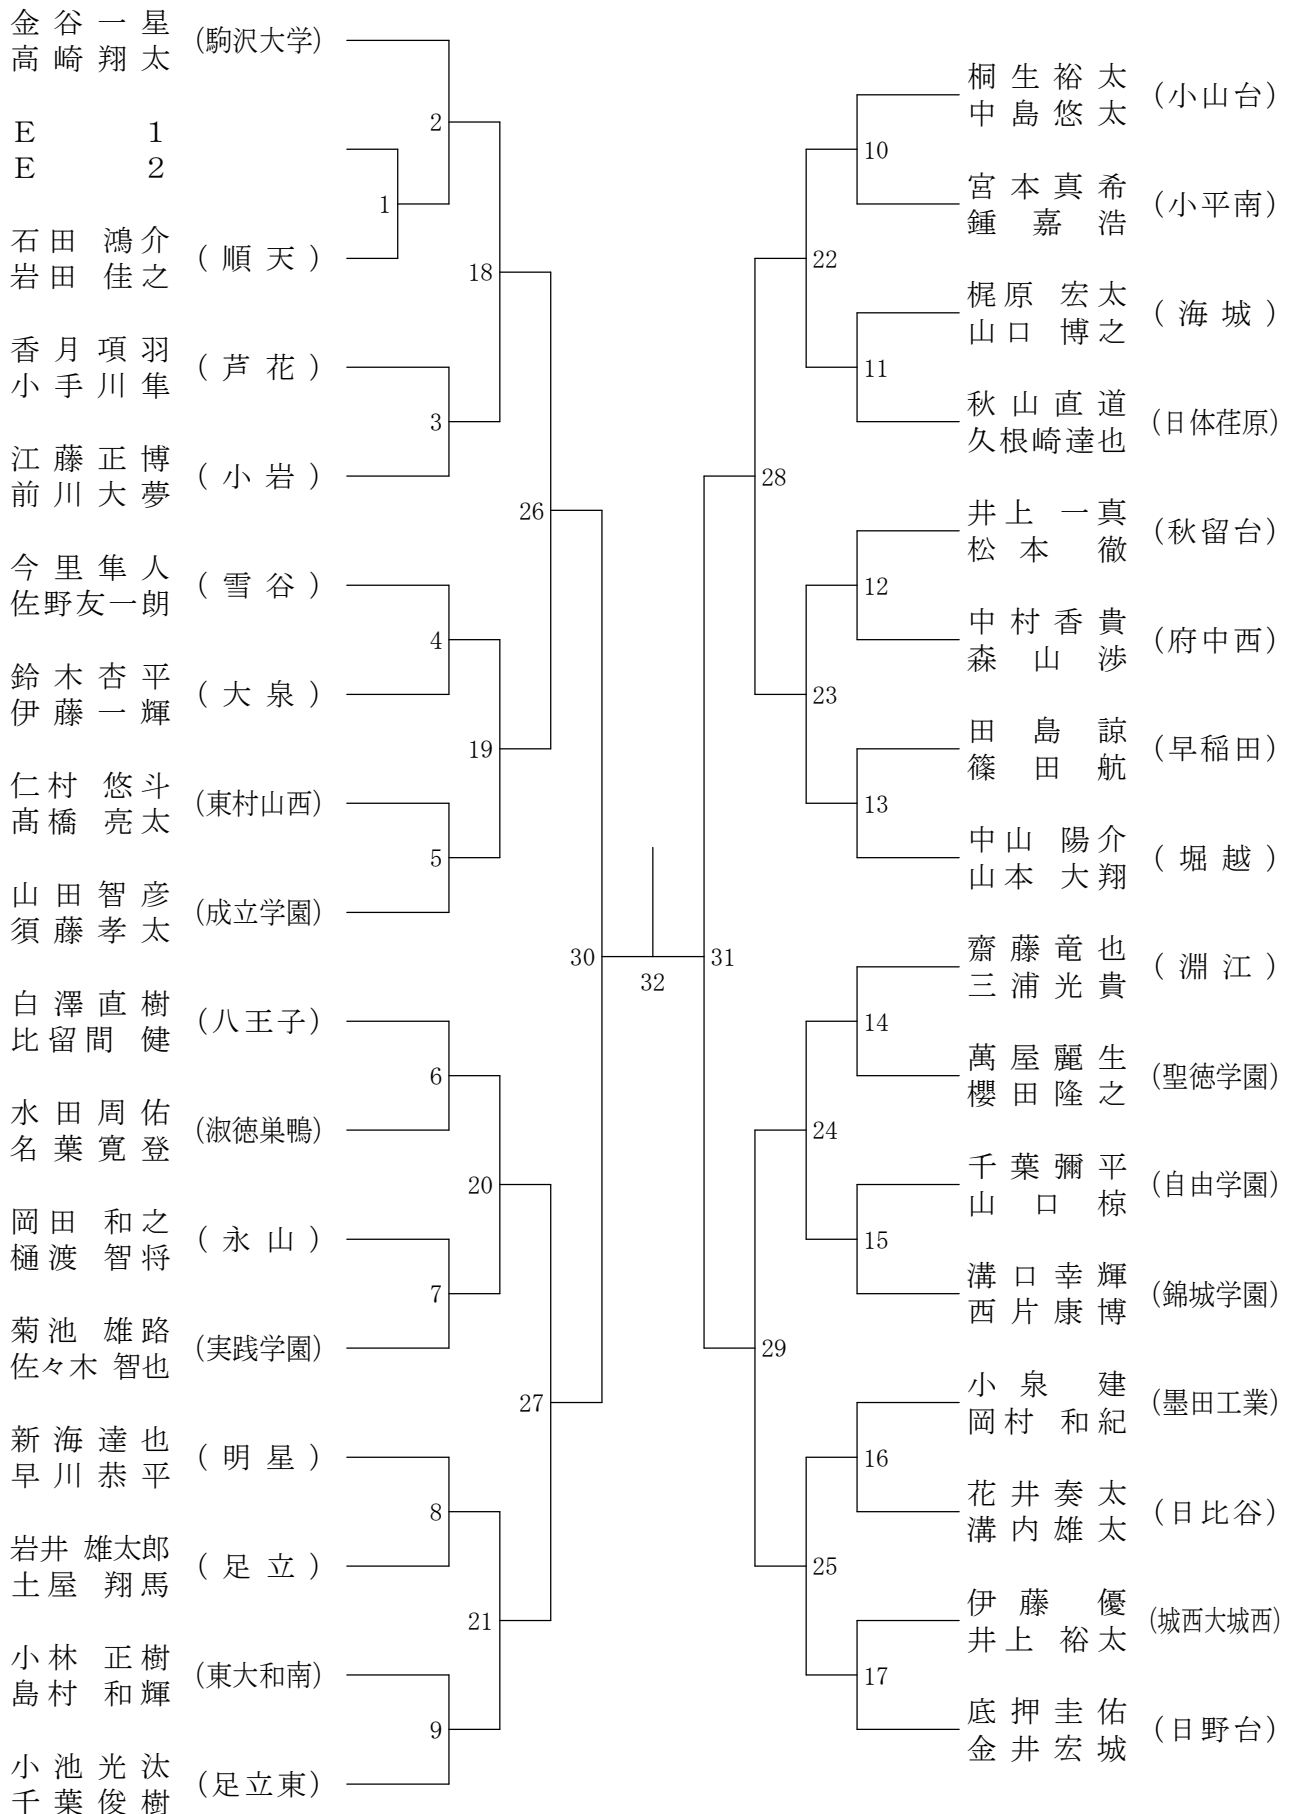 金谷一星
高崎翔太
(駒沢大学)
E 1
E 2
石田 鴻介
岩田 佳之
(順天)
香月項羽
小手川隼
(芦花)
江藤正博
前川大夢
(小岩)
今里隼人
佐野友一朗
(雪谷)
鈴木杏平
伊藤一輝
(大泉)
仁村 悠斗
髙橋 亮太
(東村山西)
山田智彦
須藤孝太
(成立学園)
白澤直樹
比留間 健
(八王子)
水田周佑
名葉寛登
(淑徳巣鴨)
岡田 和之
樋渡 智将
(永山)
菊池 雄路
佐々木 智也
(実践学園)
新海達也
早川恭平
(明星)
岩井 雄太郎
土屋 翔馬
(足立)
小林 正樹
島村 和輝
(東大和南)
小池光汰
千葉俊樹
(足立東)
2
1
18
3
26
4
19
5
30
6
20
7
27
8
21
9
32
桐生裕太
中島悠太
(小山台)
宮本真希
鍾嘉浩
(小平南)
梶原 宏太
山口 博之
(海城)
秋山直道
久根崎達也
(日体荏原)
井上 一真
松本 徹
(秋留台)
中村香貴
森山渉
(府中西)
田島諒
篠田航
(早稲田)
中山 陽介
山本 大翔
(堀越)
齋藤竜也
三浦光貴
(淵江)
萬屋麗生
櫻田隆之
(聖徳学園)
千葉彌平
山口椋
(自由学園)
溝口幸輝
西片康博
(錦城学園)
小泉 建
岡村 和紀
(墨田工業)
花井奏太
溝内雄太
(日比谷)
伊藤 優
井上 裕太
(城西大城西)
底押圭佑
金井宏城
(日野台)
10
22
11
28
12
23
13
31
14
24
15
29
16
25
17